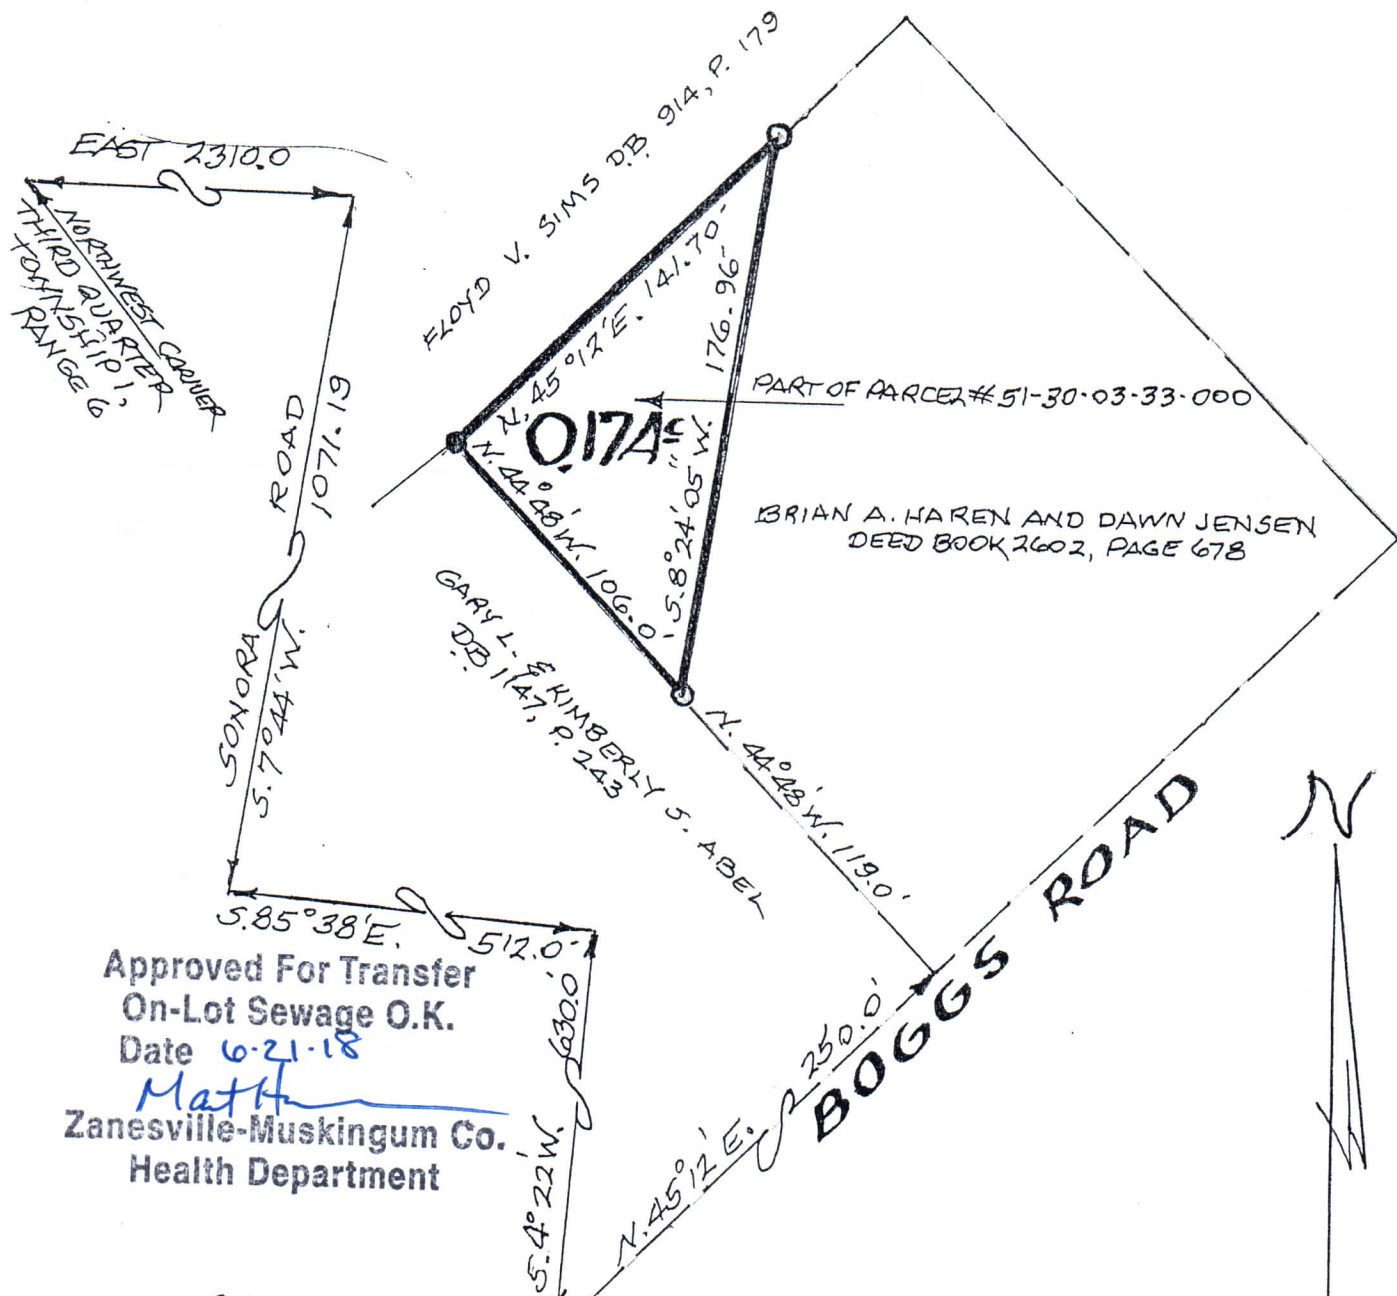 FLOYD V. SIMS D.B. 914, P. 179
EAST 2310.0
NORTHWEST CORNER
THIRD QUARTER
TOWNSHIP 1,
RANGE 6
SONORA ROAD
S. 7°44'W. 1071.19
N. 45°12'E. 141.70'
176.96'
S. 8°24'05"W.
0.17Ac
N. 44°48'W. 106.0'
PART OF PARCEL # 51-30-03-33-000
BRIAN A. HAREN AND DAWN JENSEN
DEED BOOK 2602, PAGE 678
GARY L. & KIMBERLY S. ABEL
D.B. 1147, P. 243
N. 44°48'W. 119.0'
N
BOGGS ROAD
S. 85°38'E. 512.0'
Approved For Transfer
On-Lot Sewage O.K.
Date 6-21-18
Zanesville-Muskingum Co.
Health Department
S. 4°22'W. 630.0'
N. 45°12'E. 250.0'